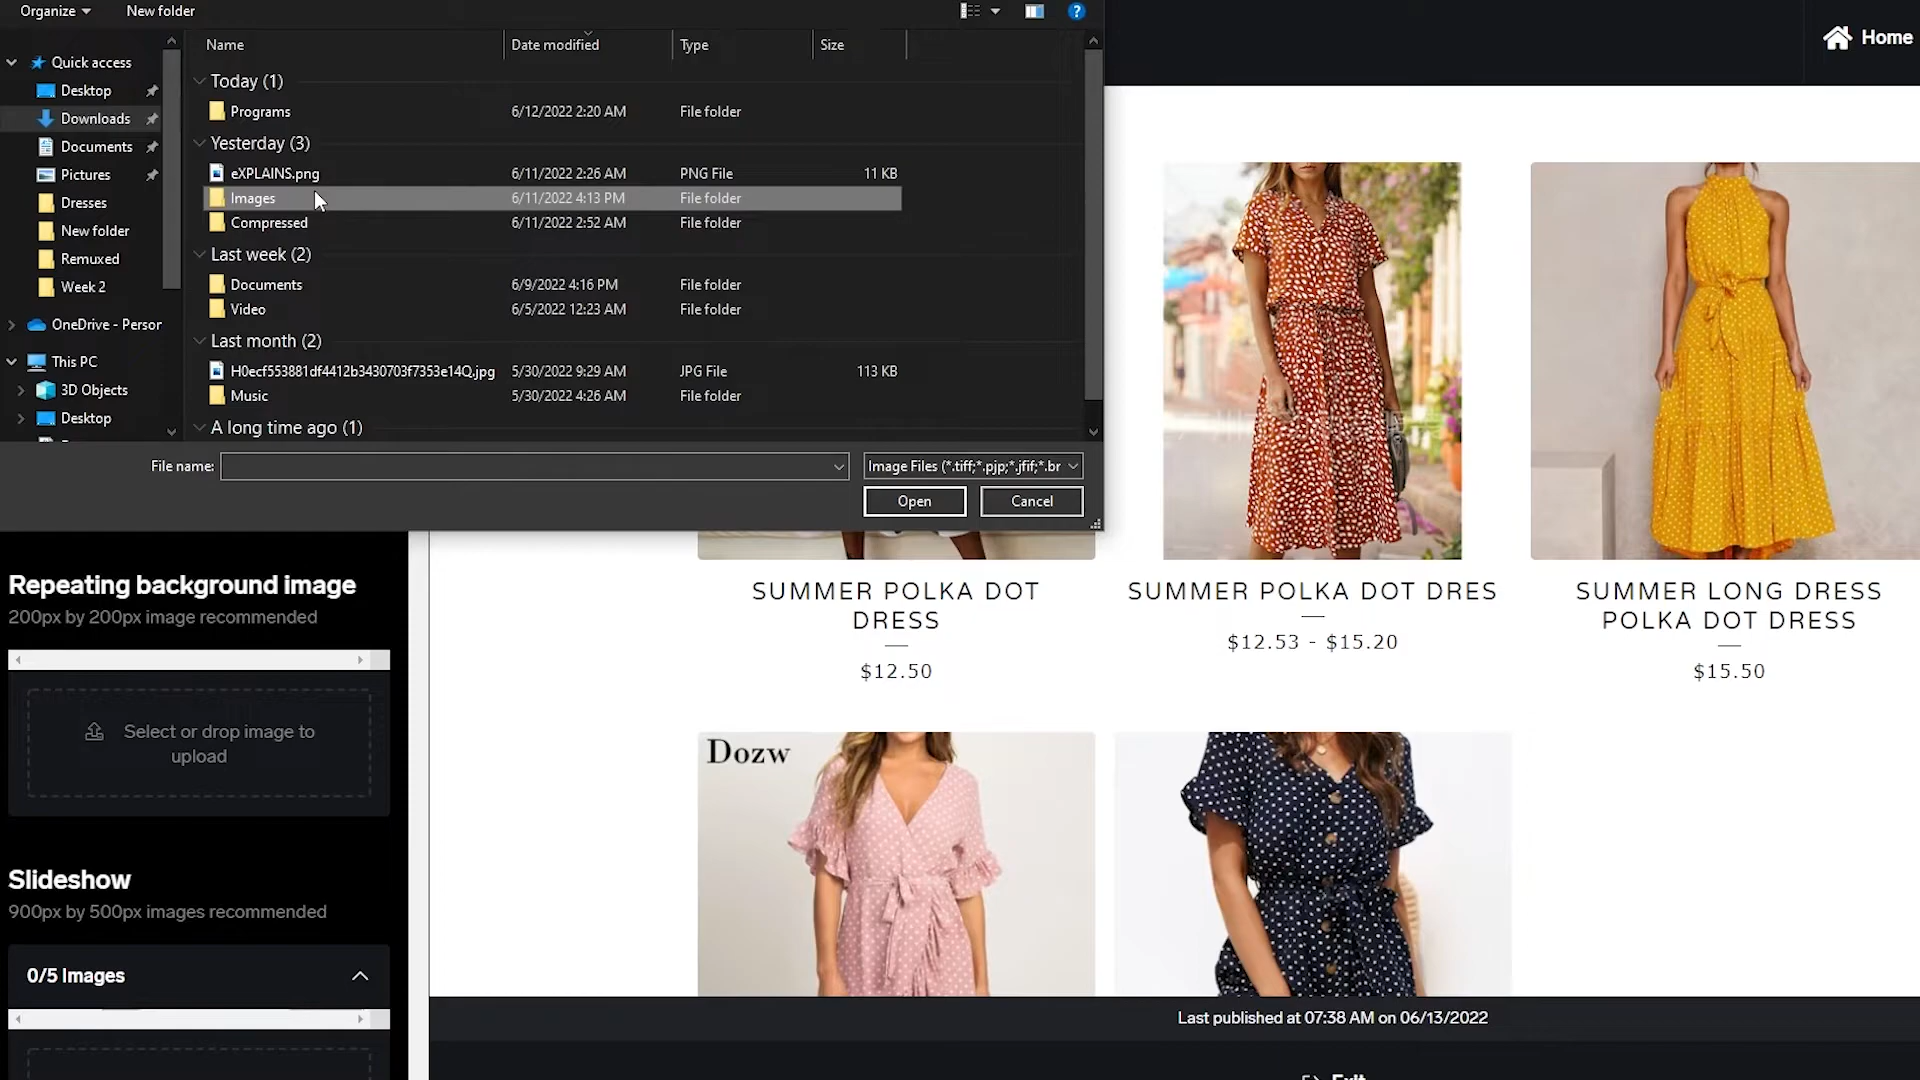 Organize
New folder
Name
Date modified
Type
Size
Quick access
Desktop
Downloads
Documents
Pictures
Dresses
New folder
Remuxed
Week 2
OneDrive - Person
This PC
3D Objects
Desktop
Today (1)
Programs 6/12/2022 2:20 AM File folder
Yesterday (3)
eXPLAINS.png 6/11/2022 2:26 AM PNG File 11 KB
Images 6/11/2022 4:13 PM File folder
Compressed 6/11/2022 2:52 AM File folder
Last week (2)
Documents 6/9/2022 4:16 PM File folder
Video 6/5/2022 12:23 AM File folder
Last month (2)
H0ecf553881df4412b3430703f7353e14Q.jpg 5/30/2022 9:29 AM JPG File 113 KB
Music 5/30/2022 4:26 AM File folder
A long time ago (1)
File name:
Image Files (*.tiff;*.pjp;*.jfif;*.br
Open
Cancel
Home
Repeating background image
200px by 200px image recommended
Select or drop image to
upload
Slideshow
900px by 500px images recommended
0/5 Images
SUMMER POLKA DOT
DRESS
$12.50
SUMMER POLKA DOT DRES
$12.53 - $15.20
SUMMER LONG DRESS
POLKA DOT DRESS
$15.50
Dozw
Last published at 07:38 AM on 06/13/2022
Exit